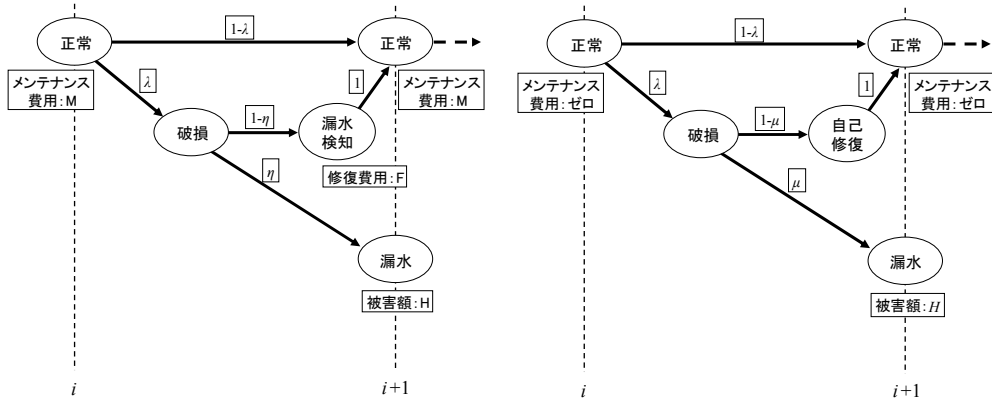 正常
1-λ
正常
メンテナンス
費用:M
λ
1
メンテナンス
費用:M
破損
1-η
漏水
検知
修復費用:F
η
漏水
被害額:H
i
i+1
正常
1-λ
正常
メンテナンス
費用:ゼロ
λ
1
メンテナンス
費用:ゼロ
破損
1-μ
自己
修復
μ
漏水
被害額:H
i
i+1